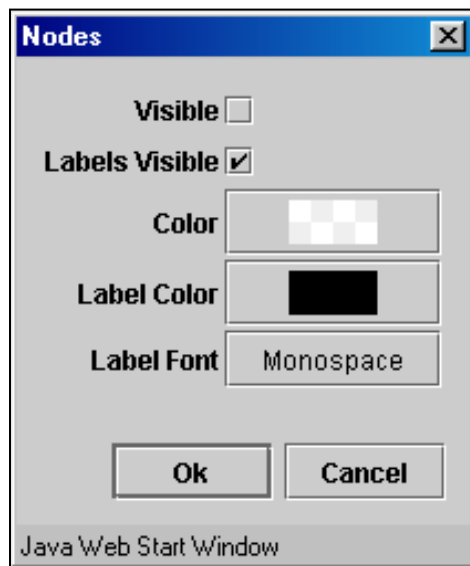 Nodes
Visible
Labels Visible
Color
Label Color
Label Font Monospace
Ok Cancel
Java Web Start Window